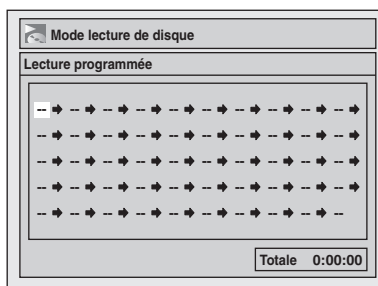 Mode lecture de disque
Lecture programmée
-- ➔ -- ➔ -- ➔ -- ➔ -- ➔ -- ➔ -- ➔ -- ➔ -- ➔ -- ➔
-- ➔ -- ➔ -- ➔ -- ➔ -- ➔ -- ➔ -- ➔ -- ➔ -- ➔ -- ➔
-- ➔ -- ➔ -- ➔ -- ➔ -- ➔ -- ➔ -- ➔ -- ➔ -- ➔ -- ➔
-- ➔ -- ➔ -- ➔ -- ➔ -- ➔ -- ➔ -- ➔ -- ➔ -- ➔ -- ➔
-- ➔ -- ➔ -- ➔ -- ➔ -- ➔ -- ➔ -- ➔ -- ➔ -- ➔ --
Totale 0:00:00